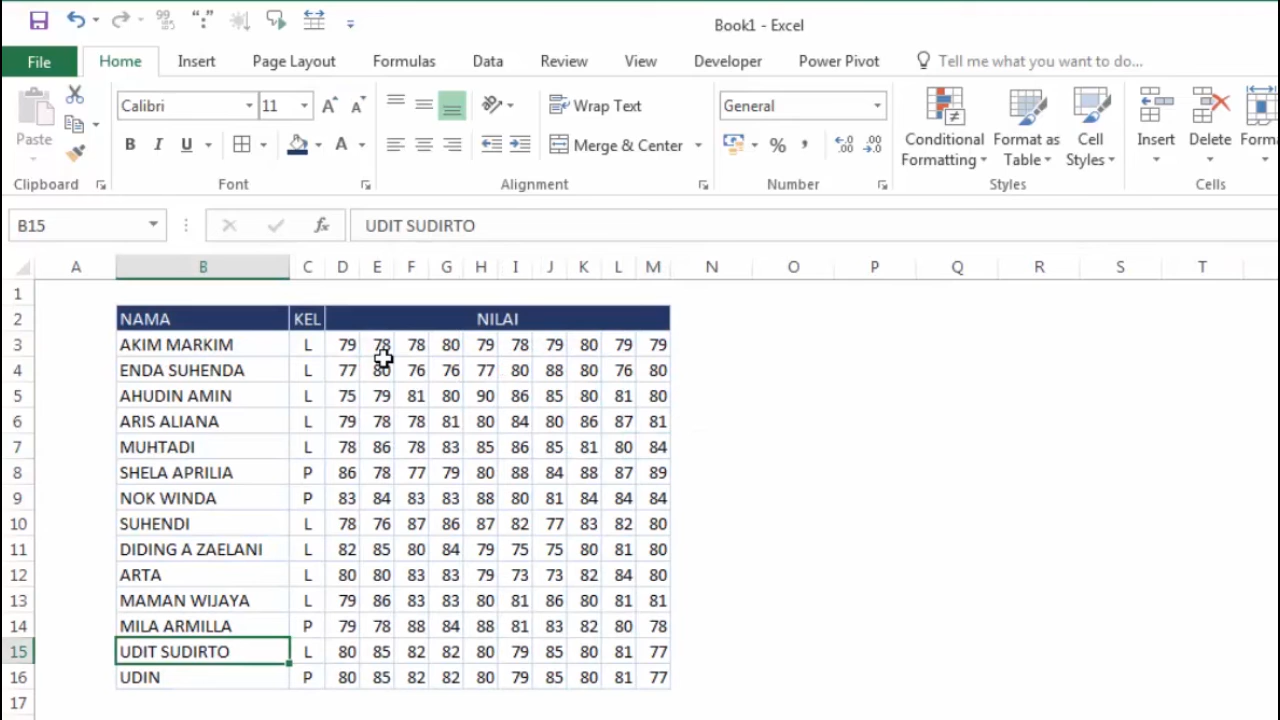 Book1 - Excel
File Home Insert Page Layout Formulas Data Review View Developer Power Pivot Tell me what you want to do...
Paste
Calibri 11
B I U A
Wrap Text
Merge & Center
General
% ,
Conditional Formatting
Format as Table
Cell Styles
Insert
Delete
Clipboard Font Alignment Number Styles Cells
B15 fx UDIT SUDIRTO
A B C D E F G H I J K L M N O P Q R S T
1
2 NAMA KEL NILAI
3 AKIM MARKIM L 79 78 78 80 79 78 79 80 79 79
4 ENDA SUHENDA L 77 80 76 76 77 80 88 80 76 80
5 AHUDIN AMIN L 75 79 81 80 90 86 85 80 81 80
6 ARIS ALIANA L 79 78 78 81 80 84 80 86 87 81
7 MUHTADI L 78 86 78 83 85 86 85 81 80 84
8 SHELA APRILIA P 86 78 77 79 80 88 84 88 87 89
9 NOK WINDA P 83 84 83 83 88 80 81 84 84 84
10 SUHENDI L 78 76 87 86 87 82 77 83 82 80
11 DIDING A ZAELANI L 82 85 80 84 79 75 75 80 81 80
12 ARTA L 80 80 83 83 79 73 73 82 84 80
13 MAMAN WIJAYA L 79 86 83 83 80 81 86 80 81 81
14 MILA ARMILLA P 79 78 88 84 88 81 83 82 80 78
15 UDIT SUDIRTO L 80 85 82 82 80 79 85 80 81 77
16 UDIN P 80 85 82 82 80 79 85 80 81 77
17